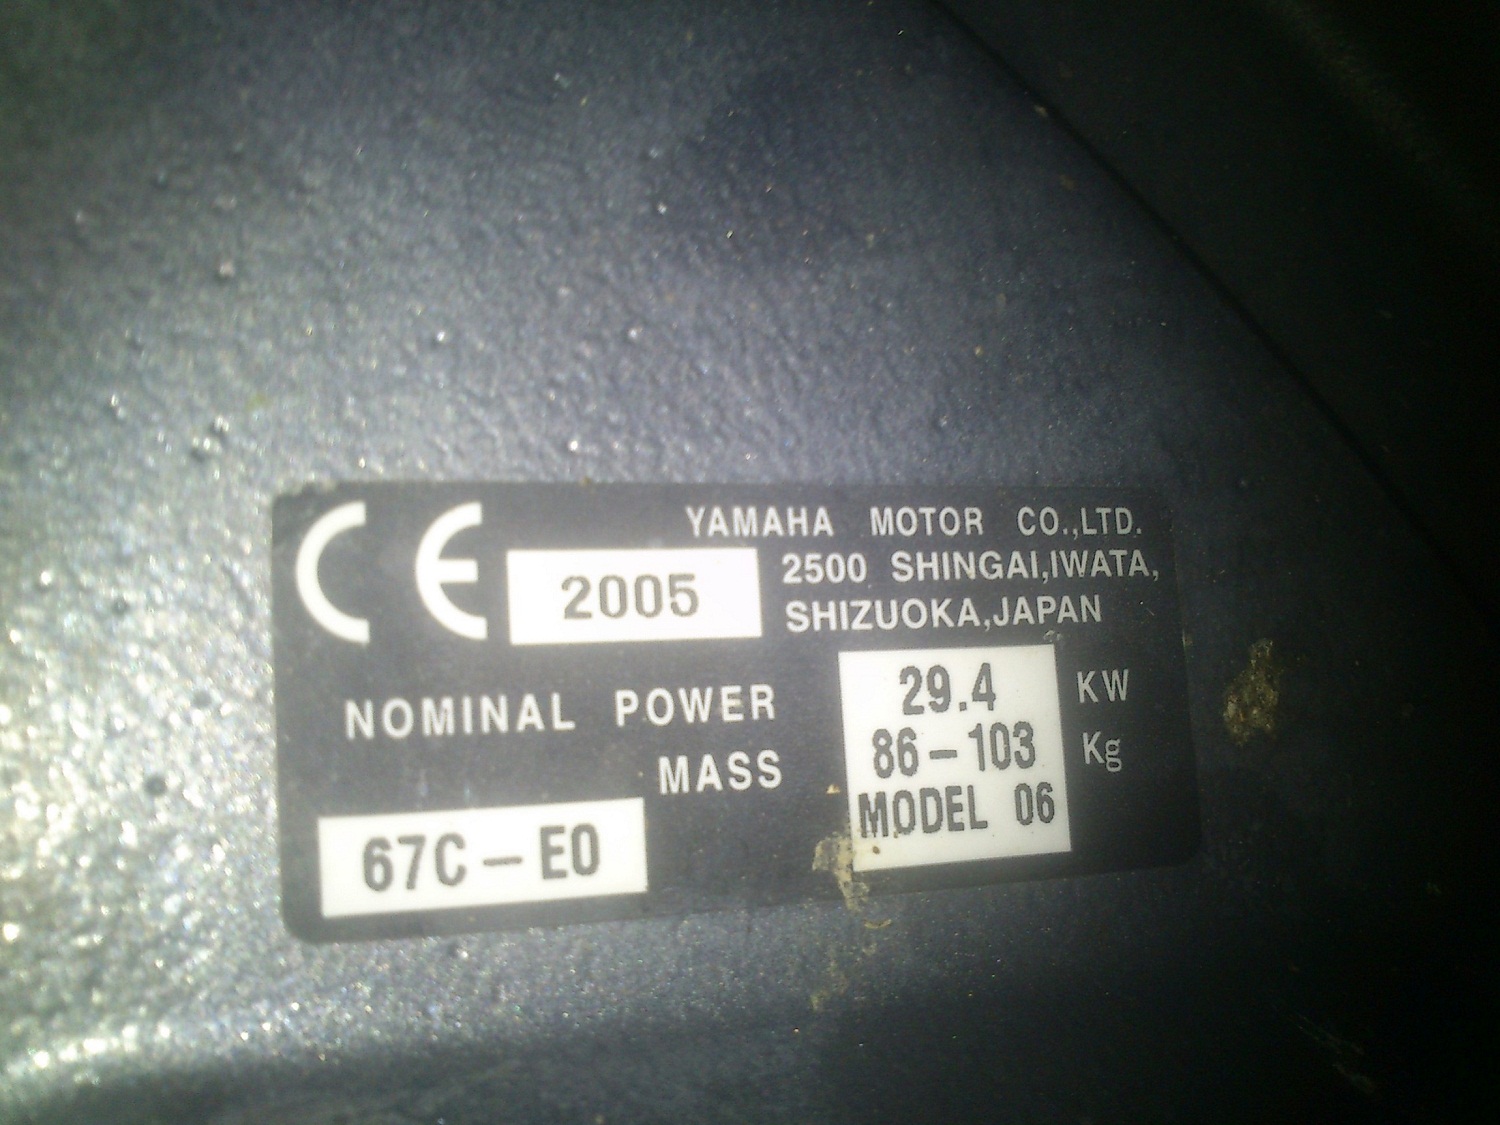 CE 2005
YAMAHA MOTOR CO.,LTD.
2500 SHINGAI,IWATA,
SHIZUOKA,JAPAN
NOMINAL POWER 29.4 KW
MASS 86-103 Kg
MODEL 06
67C-E0